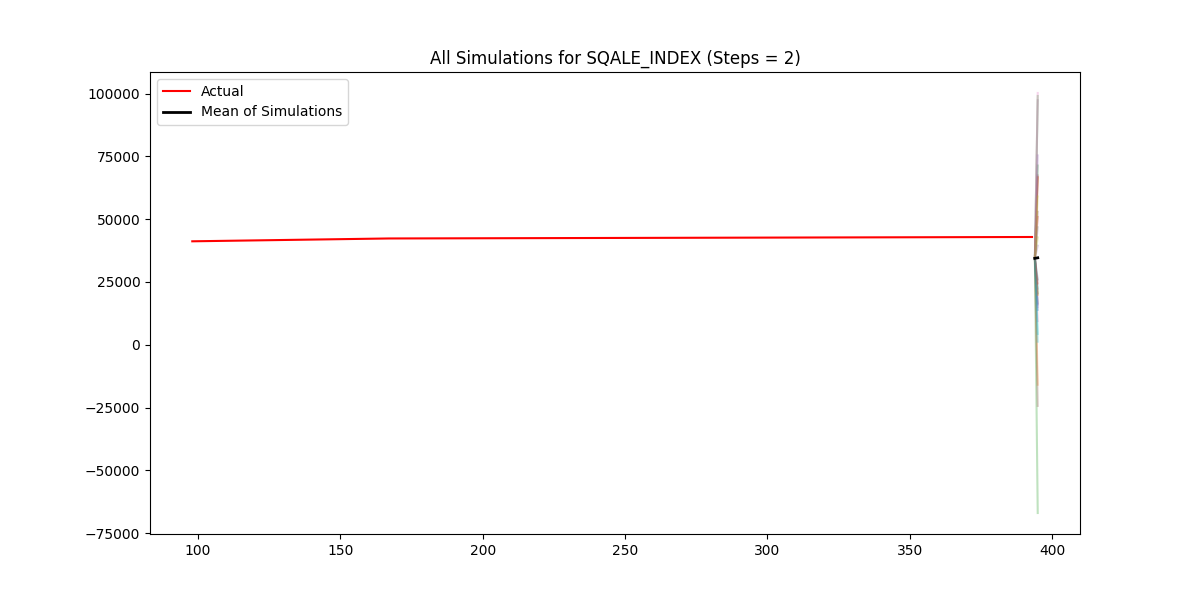 All Simulations for SQALE_INDEX (Steps = 2)
Actual
Mean of Simulations
100000
75000
50000
25000
0
−25000
−50000
−75000
100 150 200 250 300 350 400